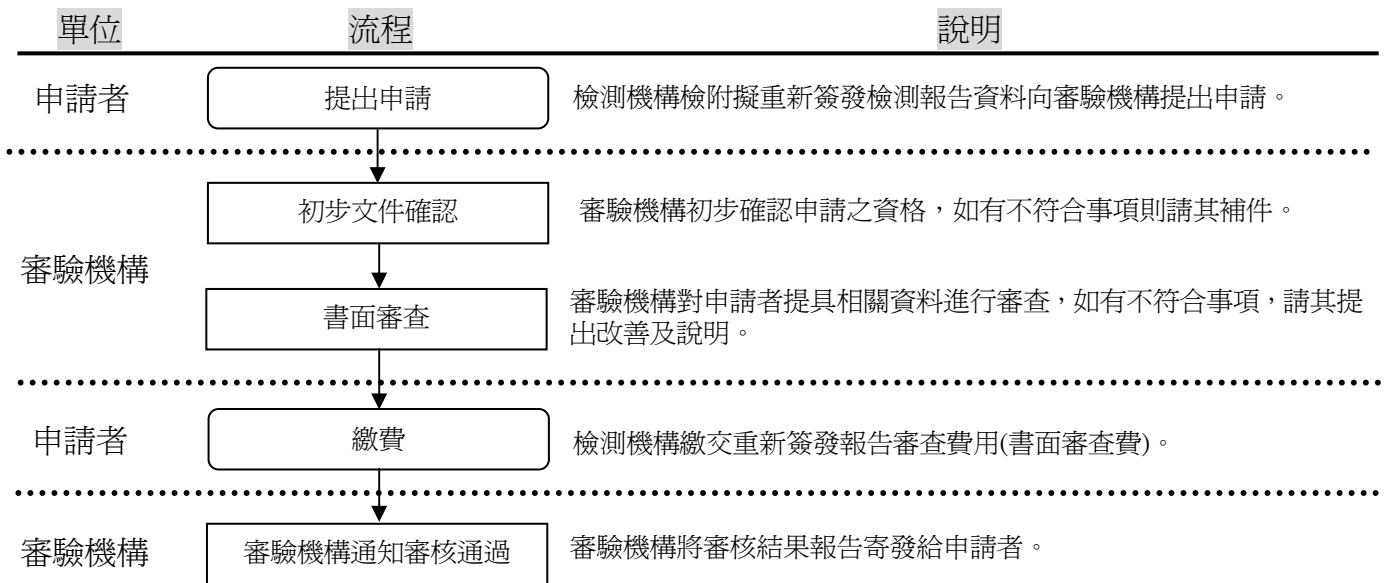 單位 流程 說明
申請者 提出申請 檢測機構檢附擬重新簽發檢測報告資料向審驗機構提出申請。
初步文件確認 審驗機構初步確認申請之資格，如有不符合事項則請其補件。
審驗機構
書面審查 審驗機構對申請者提具相關資料進行審查，如有不符合事項，請其提
出改善及說明。
申請者 繳費 檢測機構繳交重新簽發報告審查費用(書面審查費)。
審驗機構 審驗機構通知審核通過 審驗機構將審核結果報告寄發給申請者。